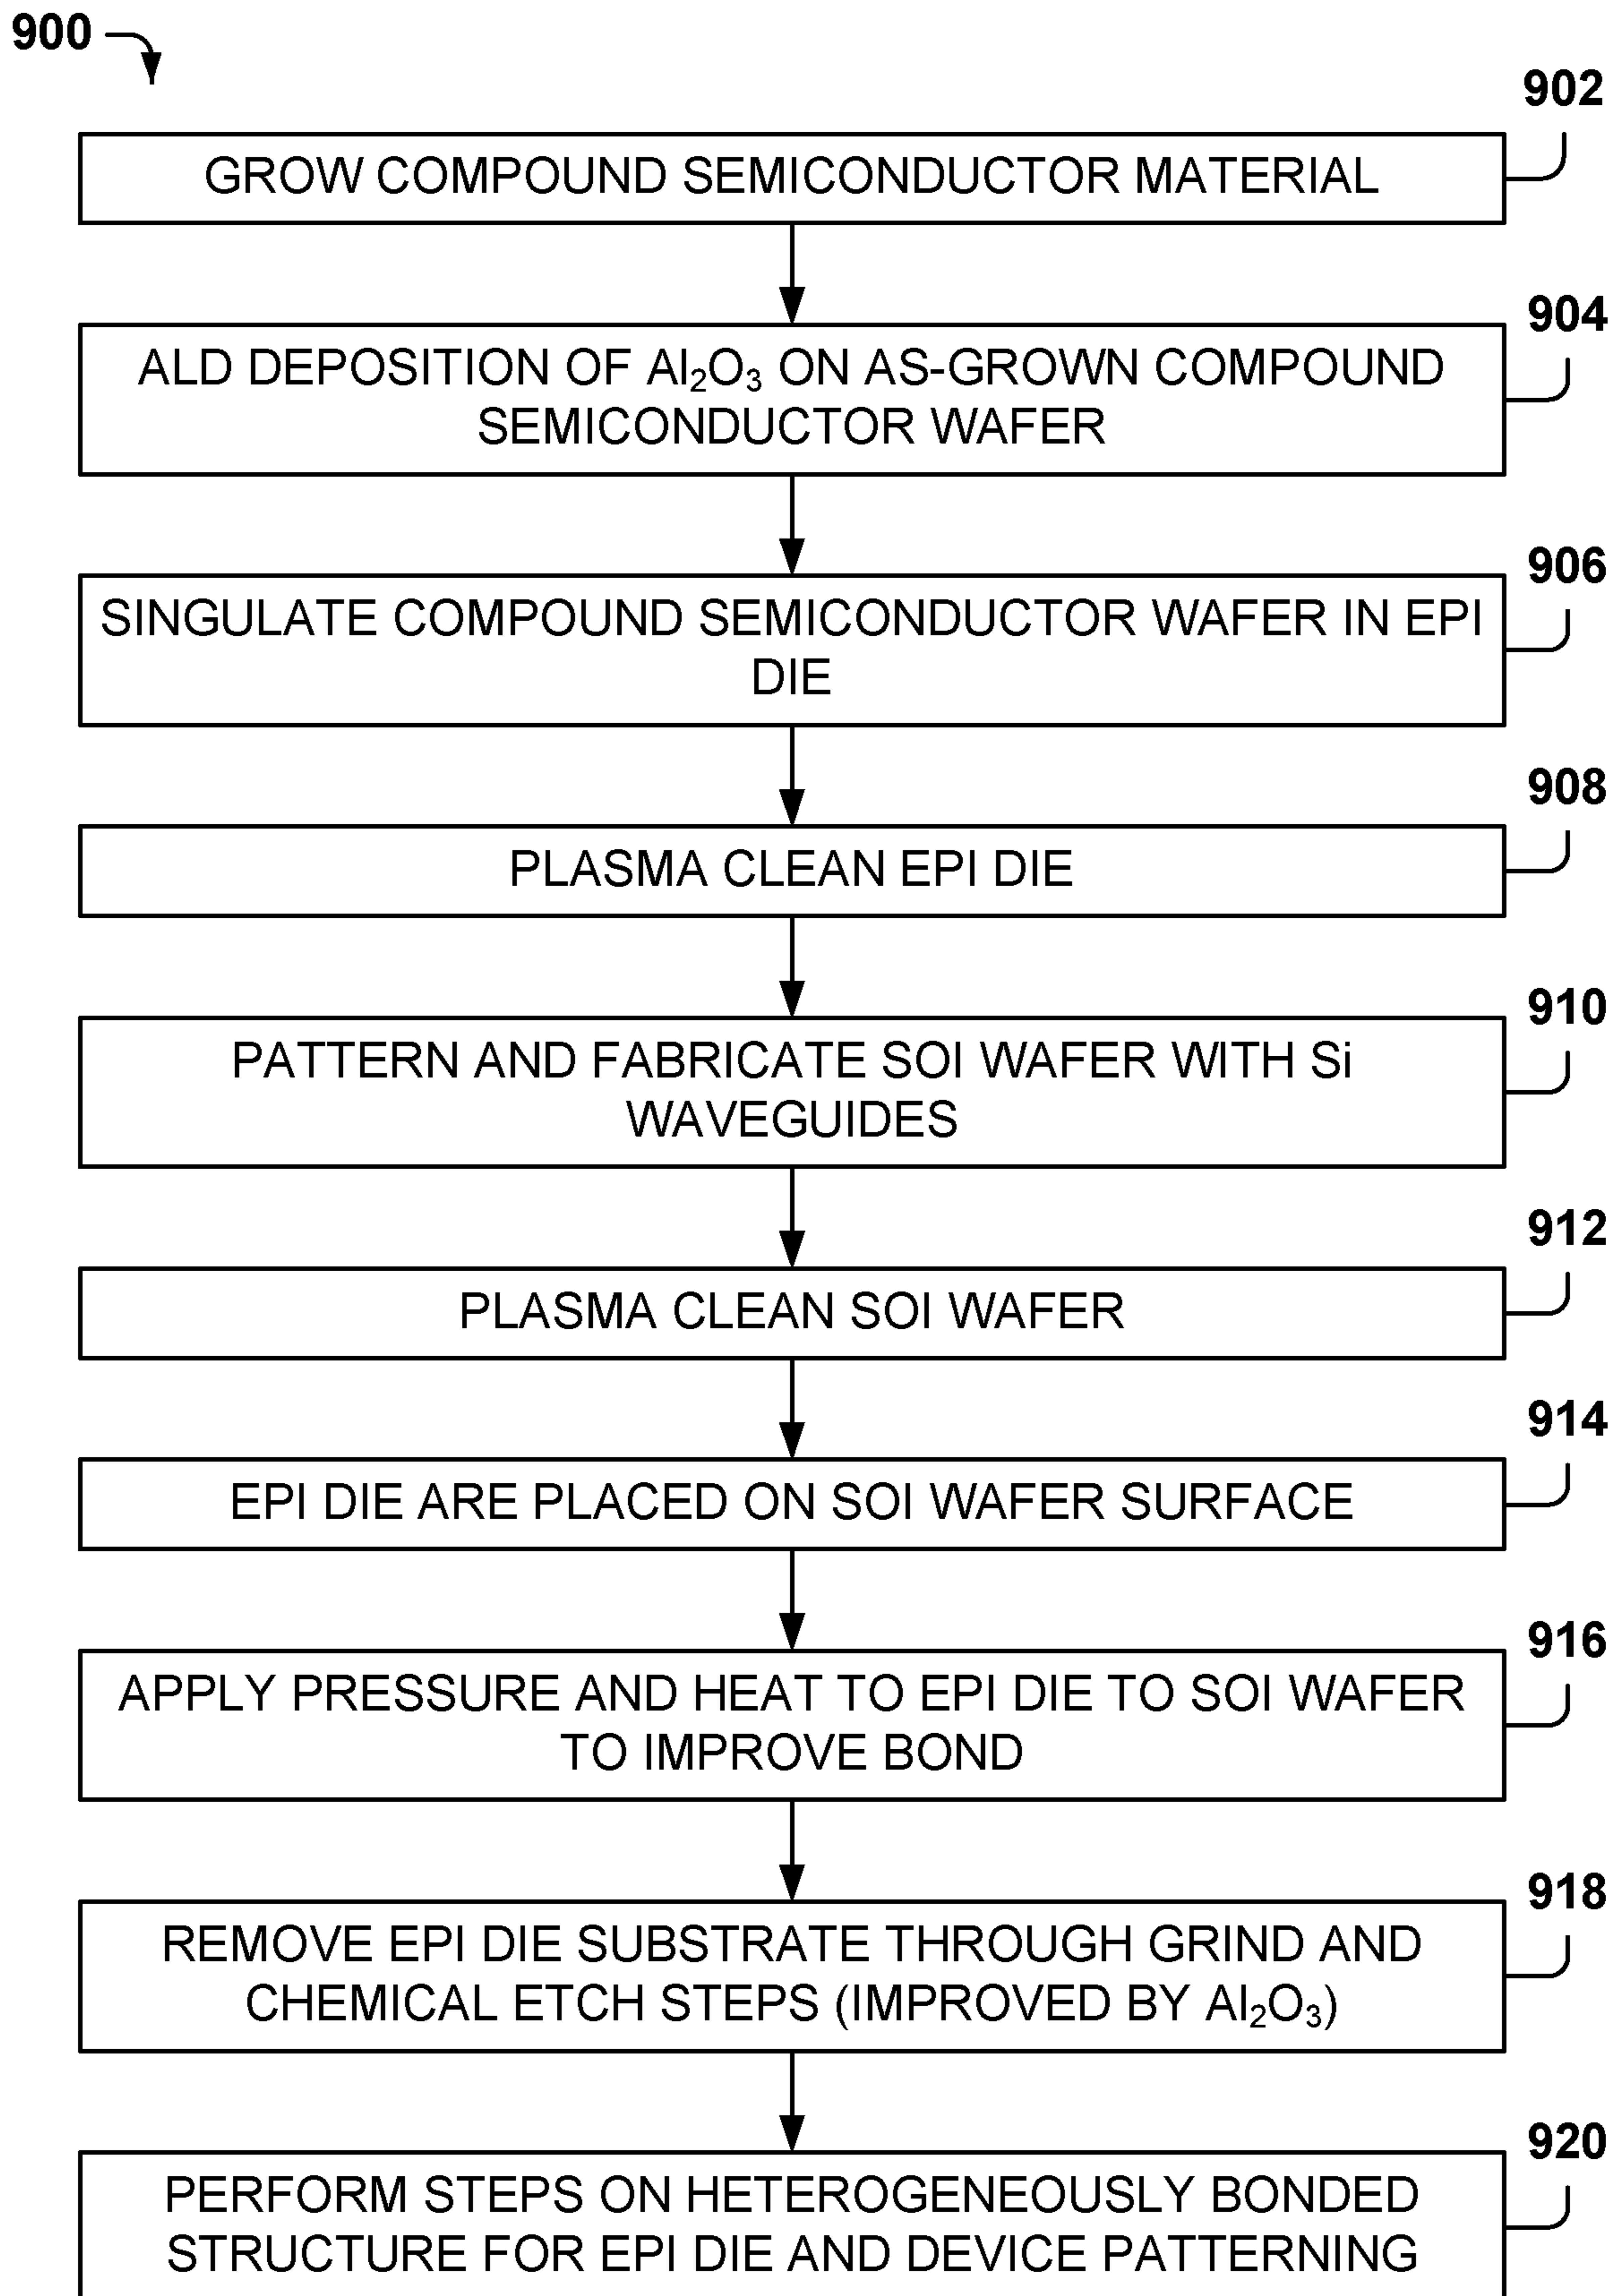 900
902
GROW COMPOUND SEMICONDUCTOR MATERIAL
904
ALD DEPOSITION OF Al₂O₃ ON AS-GROWN COMPOUND
SEMICONDUCTOR WAFER
906
SINGULATE COMPOUND SEMICONDUCTOR WAFER IN EPI
DIE
908
PLASMA CLEAN EPI DIE
910
PATTERN AND FABRICATE SOI WAFER WITH Si
WAVEGUIDES
912
PLASMA CLEAN SOI WAFER
914
EPI DIE ARE PLACED ON SOI WAFER SURFACE
916
APPLY PRESSURE AND HEAT TO EPI DIE TO SOI WAFER
TO IMPROVE BOND
918
REMOVE EPI DIE SUBSTRATE THROUGH GRIND AND
CHEMICAL ETCH STEPS (IMPROVED BY Al₂O₃)
920
PERFORM STEPS ON HETEROGENEOUSLY BONDED
STRUCTURE FOR EPI DIE AND DEVICE PATTERNING